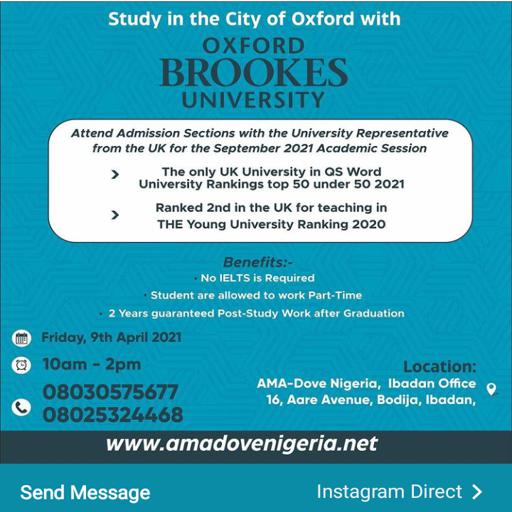 Study in the City of Oxford with
OXFORD
BROOKES
UNIVERSITY
Attend Admission Sections with the University Representative
from the UK for the September 2021 Academic Session
The only UK University in QS Word
University Rankings top 50 under 50 2021
Ranked 2nd in the UK for teaching in
THE Young University Ranking 2020
Benefits:-
· No IELTS is Required
· Student are allowed to work Part-Time
· 2 Years guaranteed Post-Study Work after Graduation
Friday, 9th April 2021
10am - 2pm
08030575677
08025324468
Location:
AMA-Dove Nigeria, Ibadan Office
16, Aare Avenue, Bodija, Ibadan,
www.amadovenigeria.net
Send Message
Instagram Direct